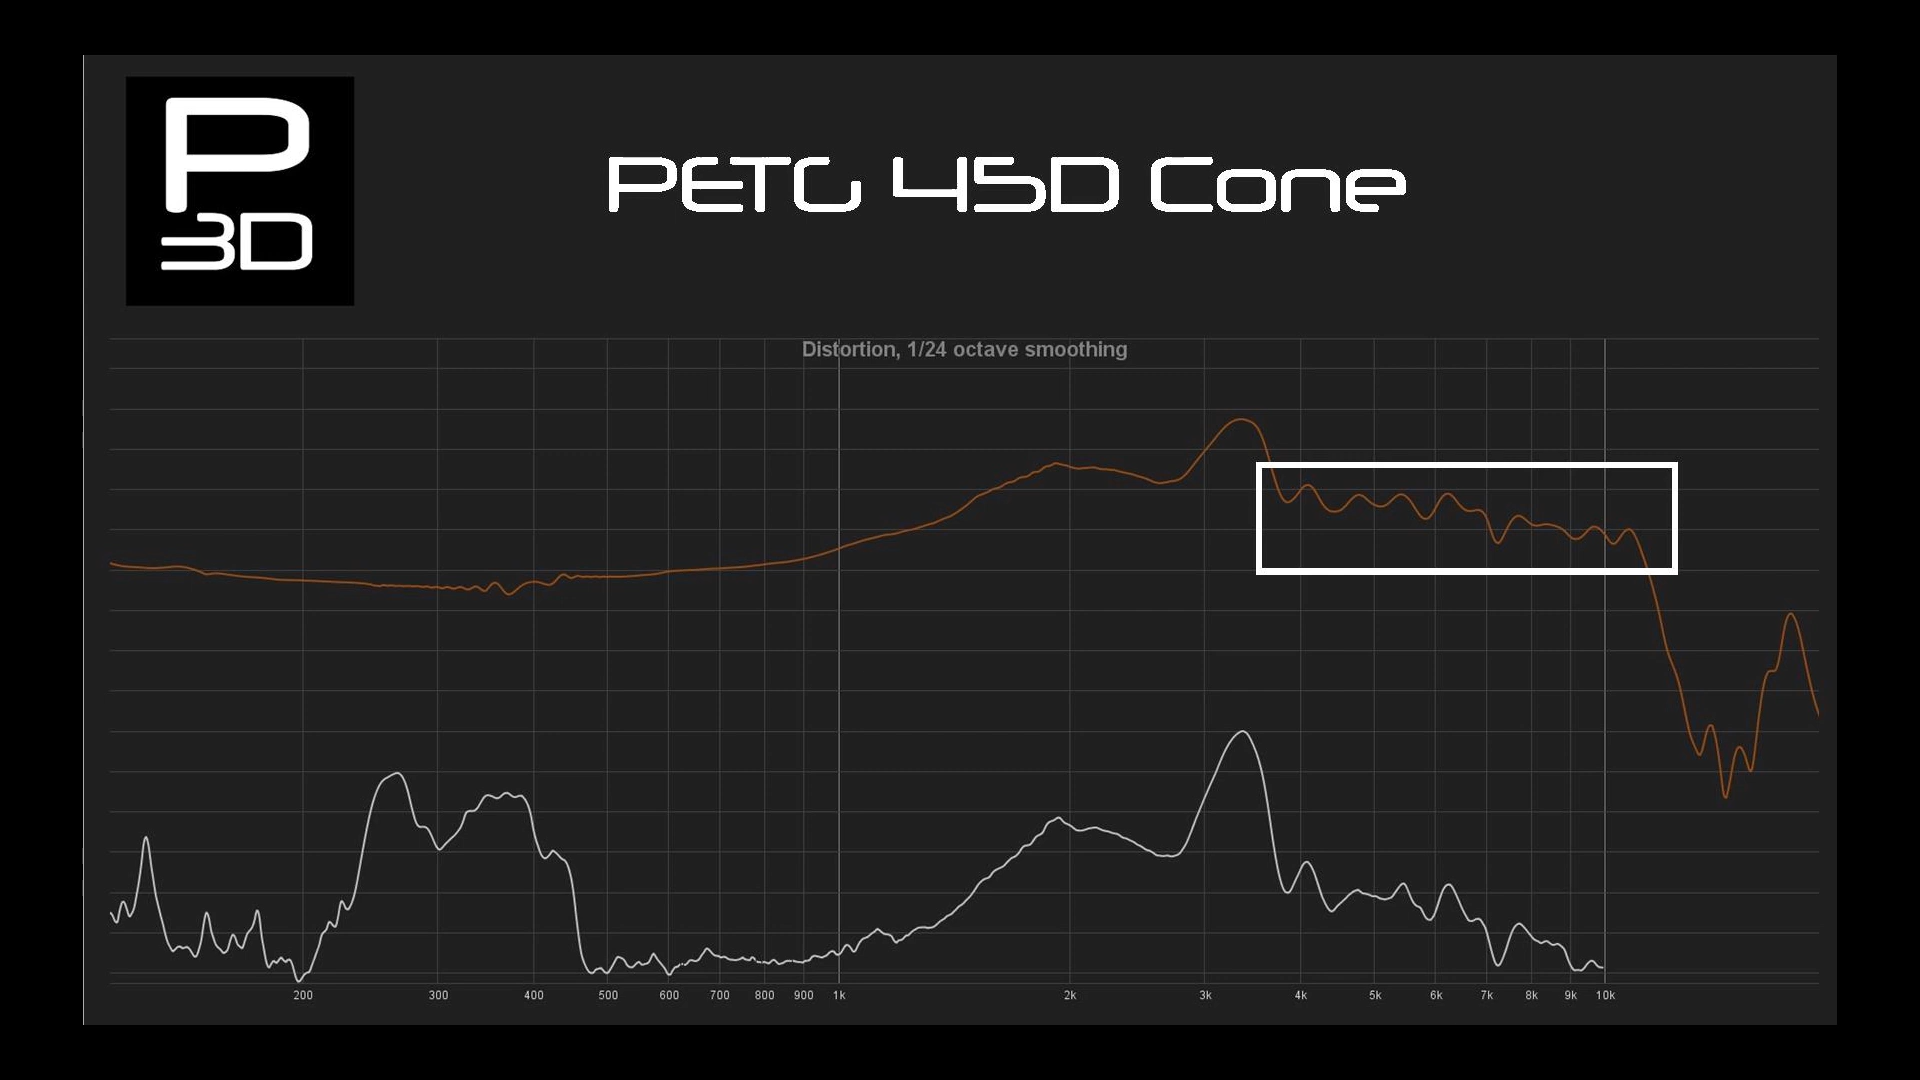 P
3D
PETG 45D Cone
Distortion, 1/24 octave smoothing
200 300 400 500 600 700 800 900 1k 2k 3k 4k 5k 6k 7k 8k 9k 10k